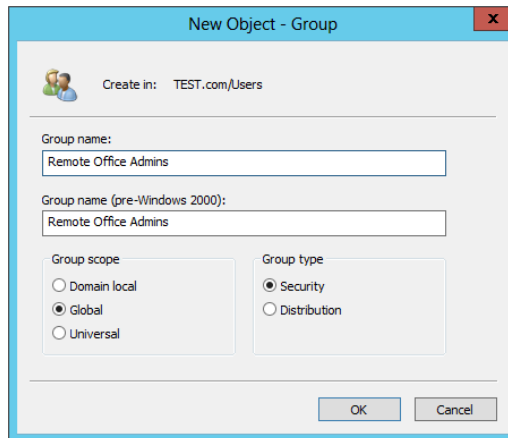 New Object - Group
x
Create in: TEST.com/Users
Group name:
Remote Office Admins
Group name (pre-Windows 2000):
Remote Office Admins
Group scope
Domain local
Global
Universal
Group type
Security
Distribution
OK
Cancel